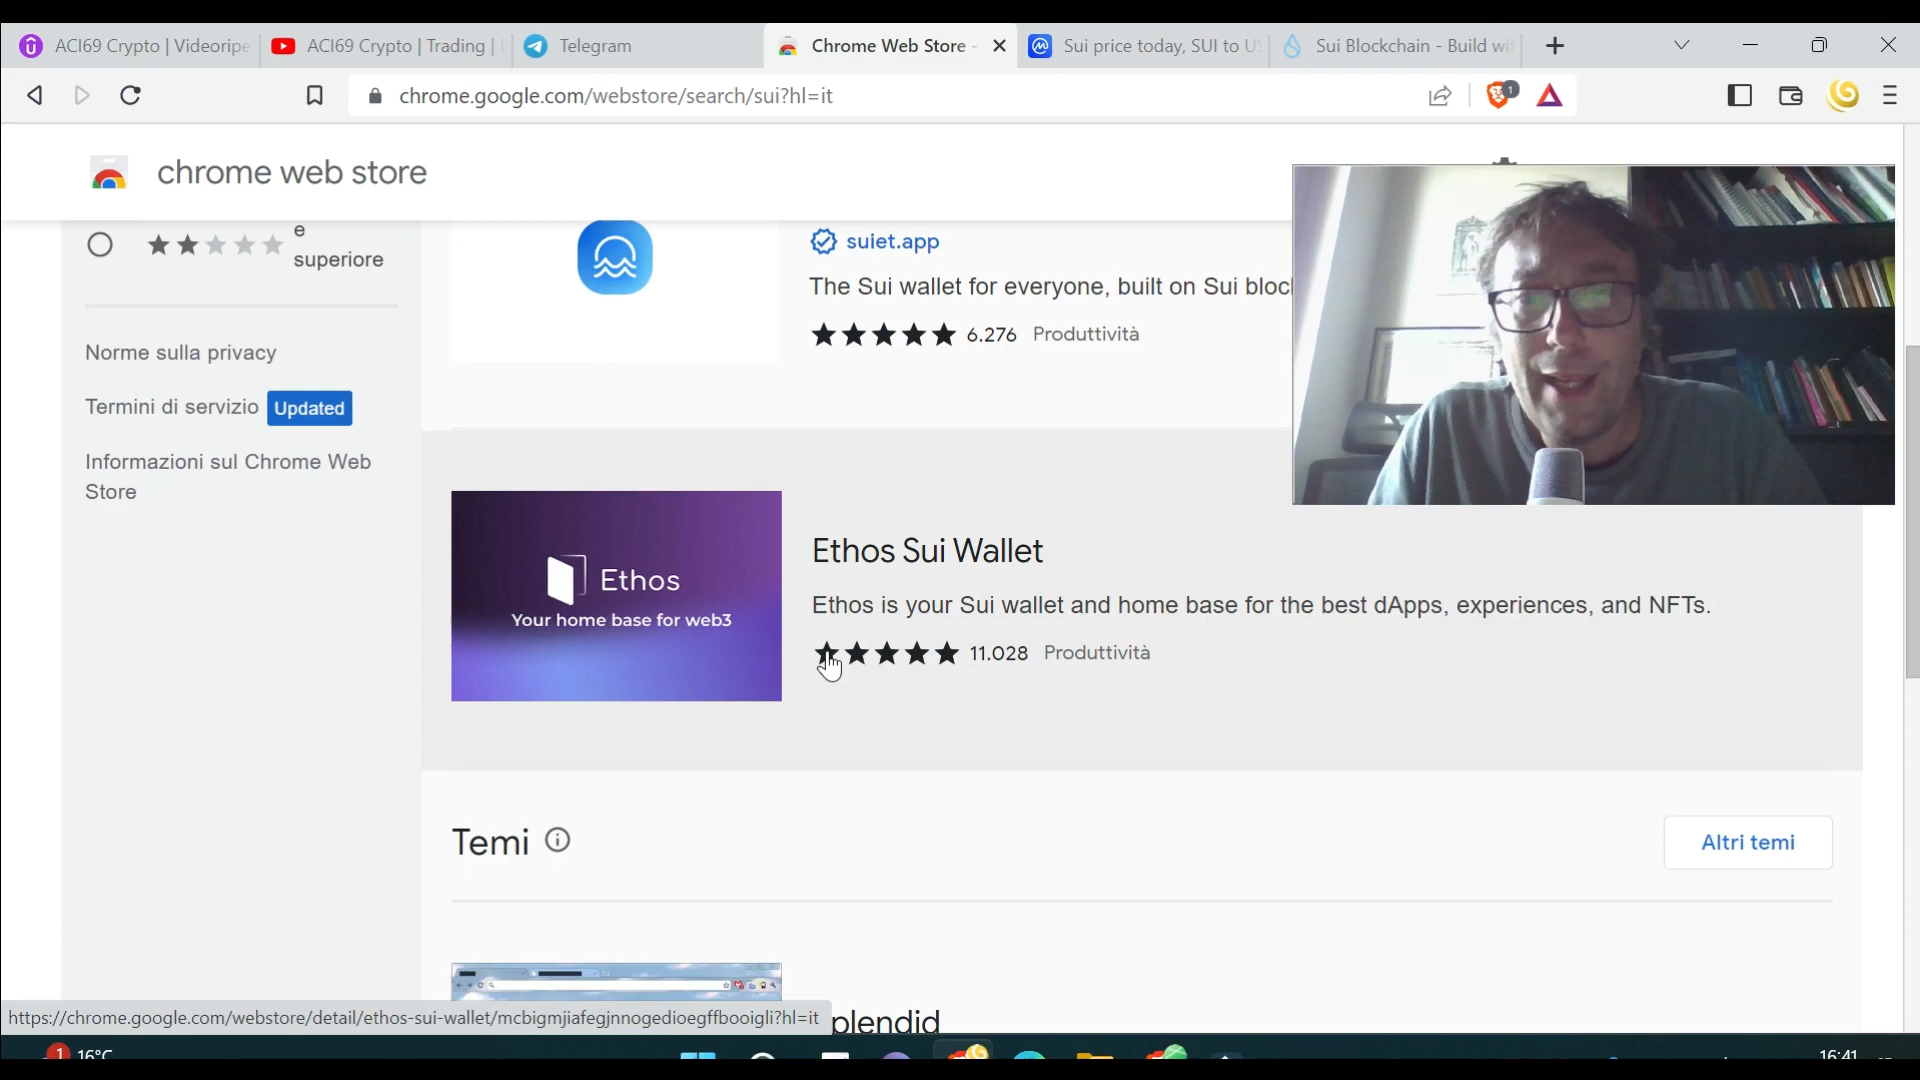 ACI69 Crypto | Videoripe
ACI69 Crypto | Trading |
Telegram
Chrome Web Store -
Sui price today, SUI to U
Sui Blockchain - Build wi
chrome.google.com/webstore/search/sui?hl=it
1
chrome web store
e
superiore
Norme sulla privacy
Termini di servizio Updated
Informazioni sul Chrome Web
Store
suiet.app
The Sui wallet for everyone, built on Sui bloc
6.276 Produttività
Ethos
Your home base for web3
Ethos Sui Wallet
Ethos is your Sui wallet and home base for the best dApps, experiences, and NFTs.
11.028 Produttività
Temi
Altri temi
plendid
https://chrome.google.com/webstore/detail/ethos-sui-wallet/mcbigmjiafegjnnogedioegffbooigli?hl=it
1 16°C
16:41